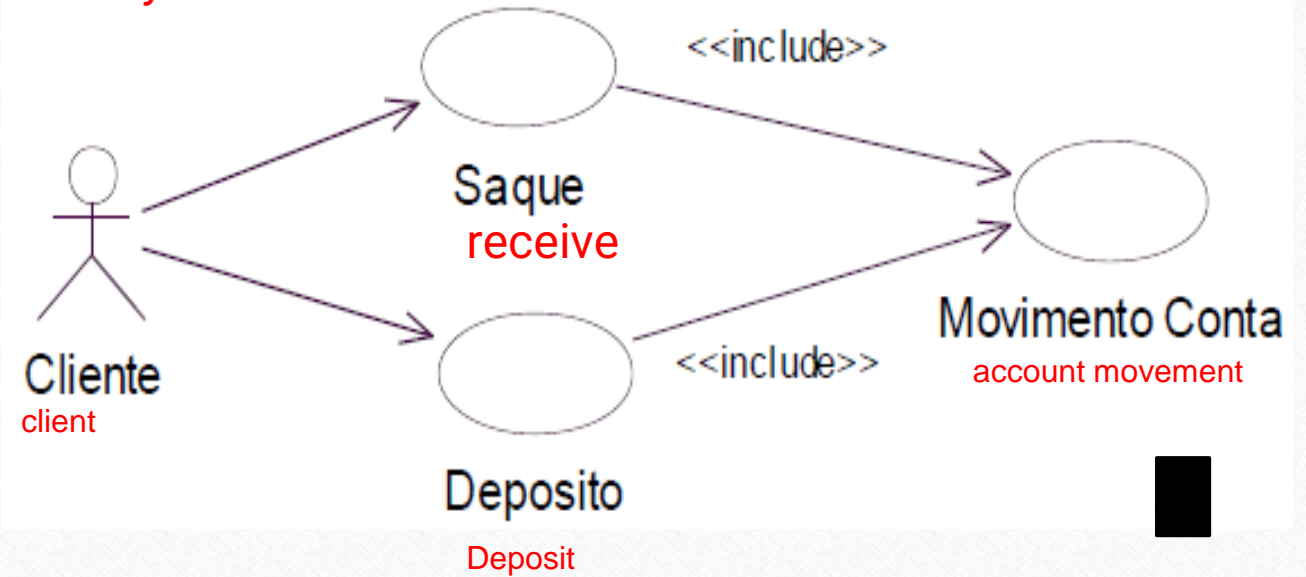 <<include>>
Saque
receive
Movimento Conta
account movement
<<include>>
Cliente
client
Deposito
Deposit